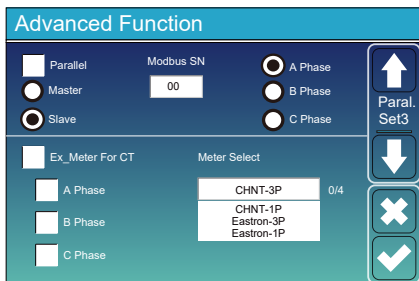 Advanced Function
Parallel
Modbus SN
A Phase
Master
00
B Phase
Slave
C Phase
Paral.
Set3
Ex_Meter For CT
Meter Select
A Phase
CHNT-3P
0/4
CHNT-1P
B Phase
Eastron-3P
Eastron-1P
C Phase